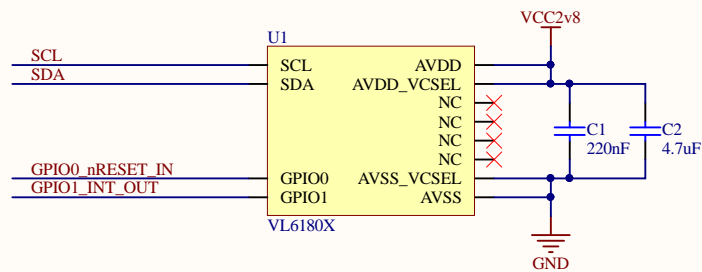 VCC2v8
U1
SCL
SDA
SCL
SDA
AVDD
AVDD_VCSEL
NC
NC
NC
NC
C1
220nF
C2
4.7uF
GPIO0_nRESET_IN
GPIO1_INT_OUT
GPIO0
GPIO1
AVSS_VCSEL
AVSS
VL6180X
GND